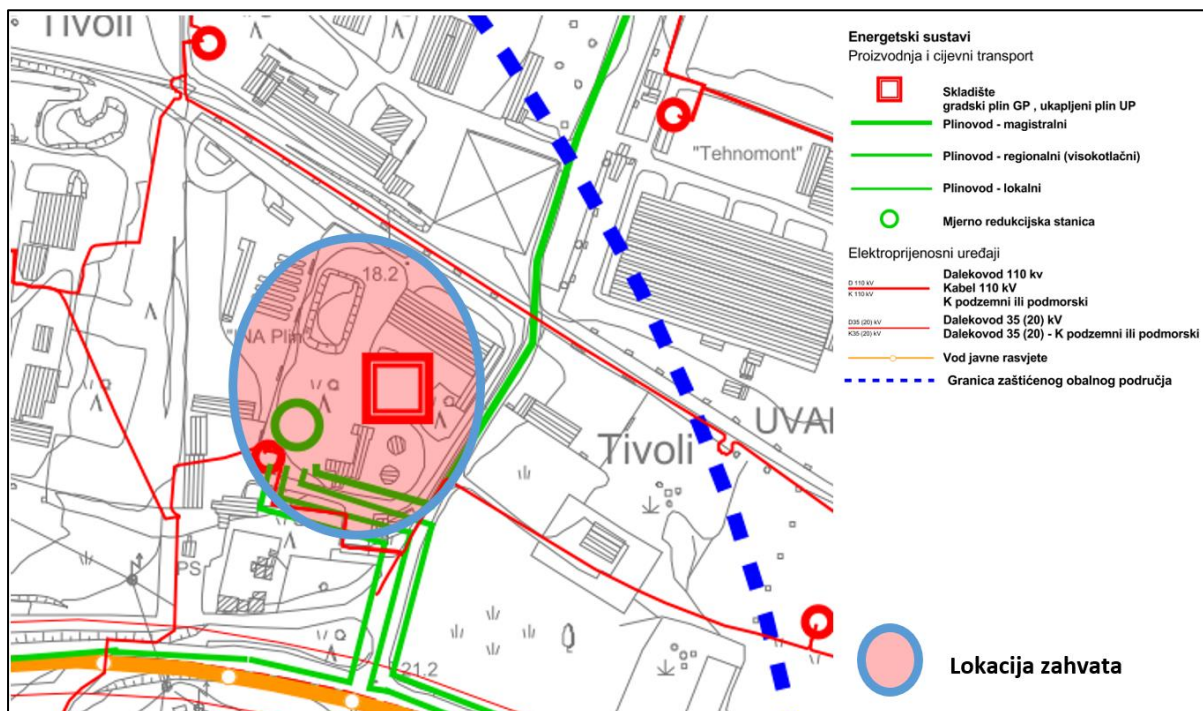 Tivoli
"Tehnomont"
18.2
"INA Plin"
Tivoli
UVAL
PS
21.2
Energetski sustavi
Proizvodnja i cijevni transport
Skladište
gradski plin GP , ukapljeni plin UP
Plinovod - magistralni
Plinovod - regionalni (visokotlačni)
Plinovod - lokalni
Mjerno redukcijska stanica
Elektroprijenosni uređaji
D 110 kV
K 110 kV
Dalekovod 110 kv
Kabel 110 kV
K podzemni ili podmorski
D35 (20) kV
K35 (20) kV
Dalekovod 35 (20) kV
Dalekovod 35 (20) - K podzemni ili podmorski
Vod javne rasvjete
Granica zaštićenog obalnog područja
Lokacija zahvata